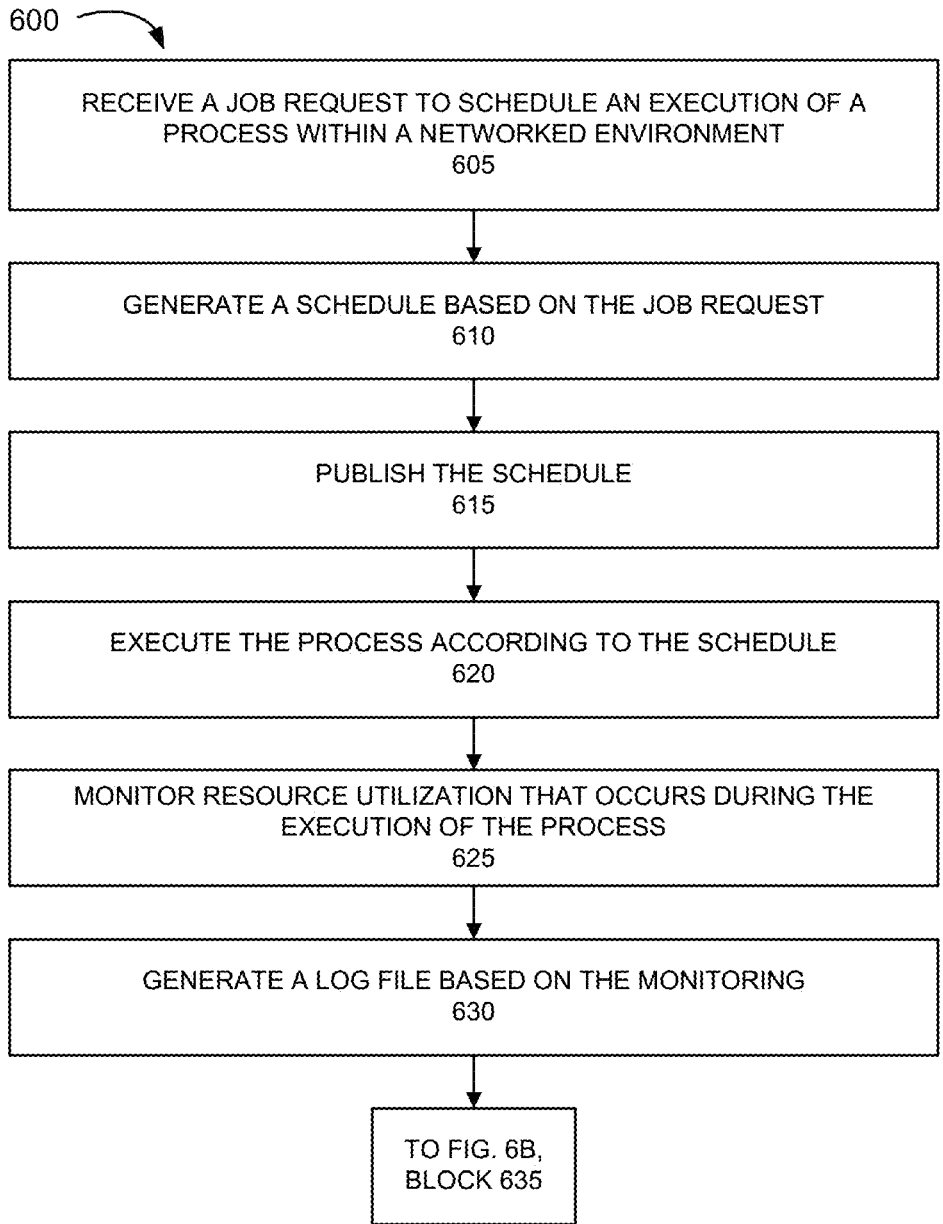 600
RECEIVE A JOB REQUEST TO SCHEDULE AN EXECUTION OF A
PROCESS WITHIN A NETWORKED ENVIRONMENT
605
GENERATE A SCHEDULE BASED ON THE JOB REQUEST
610
PUBLISH THE SCHEDULE
615
EXECUTE THE PROCESS ACCORDING TO THE SCHEDULE
620
MONITOR RESOURCE UTILIZATION THAT OCCURS DURING THE
EXECUTION OF THE PROCESS
625
GENERATE A LOG FILE BASED ON THE MONITORING
630
TO FIG. 6B,
BLOCK 635